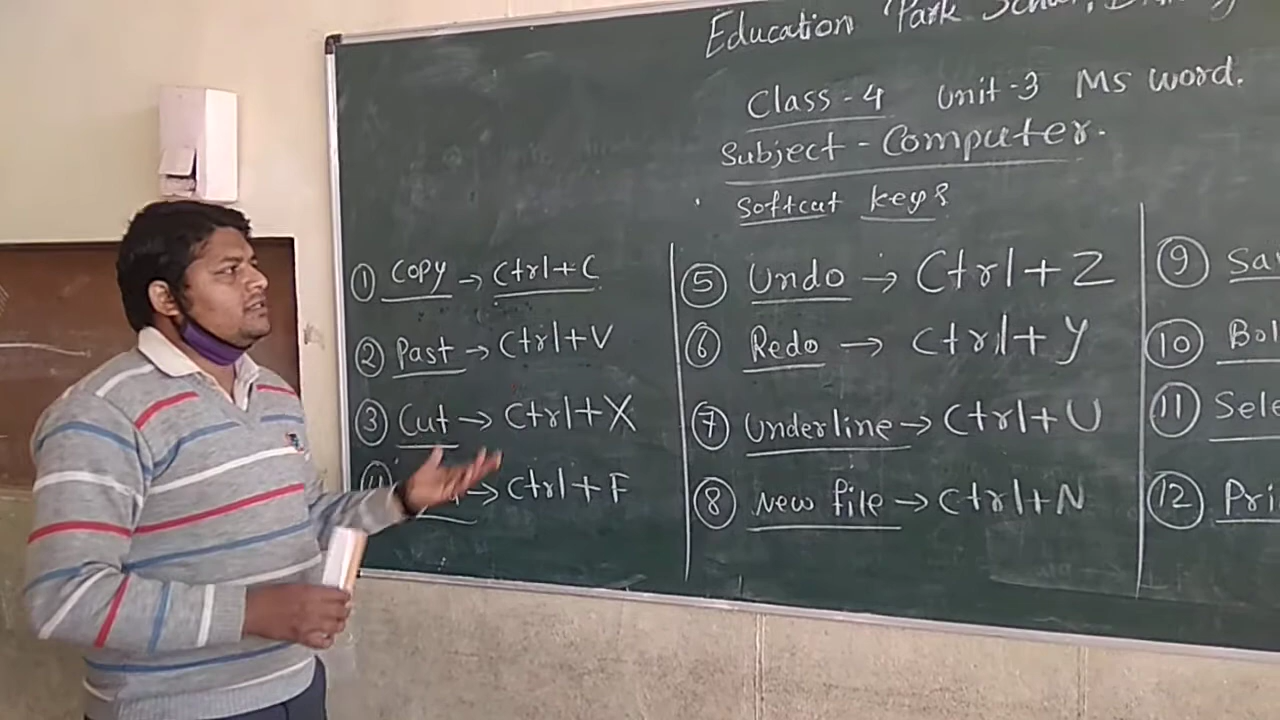 Education Park
Class-4 Unit-3 MS word.
Subject - Computer.
Softcut keys
① Copy → Ctrl+C
② Past → Ctrl+V
③ Cut → Ctrl+X
→ Ctrl+F
⑤ Undo → Ctrl+Z
⑥ Redo → Ctrl+Y
⑦ Underline → Ctrl+U
⑧ New file → Ctrl+N
⑨ Sa
⑩ Bol
⑪ Sele
⑫ Pri